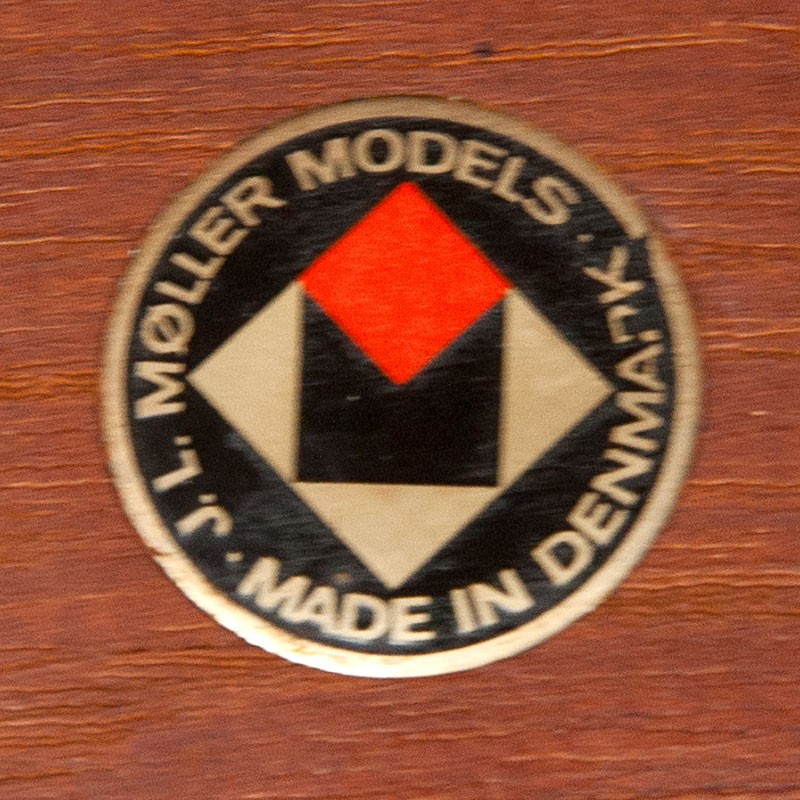 J. L. MØLLER MODELS ·
MADE IN DENMARK ·